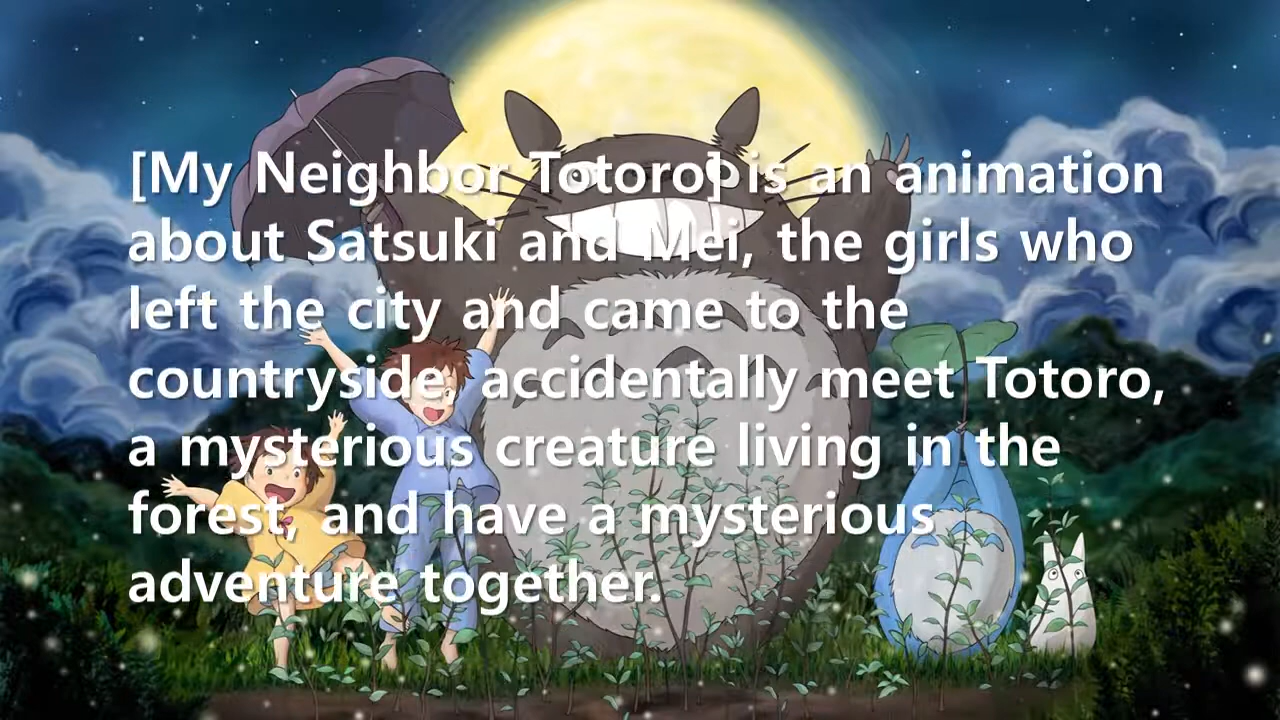 [My Neighbor Totoro] is an animation
about Satsuki and Mei, the girls who
left the city and came to the
countryside, accidentally meet Totoro,
a mysterious creature living in the
forest, and have a mysterious
adventure together.